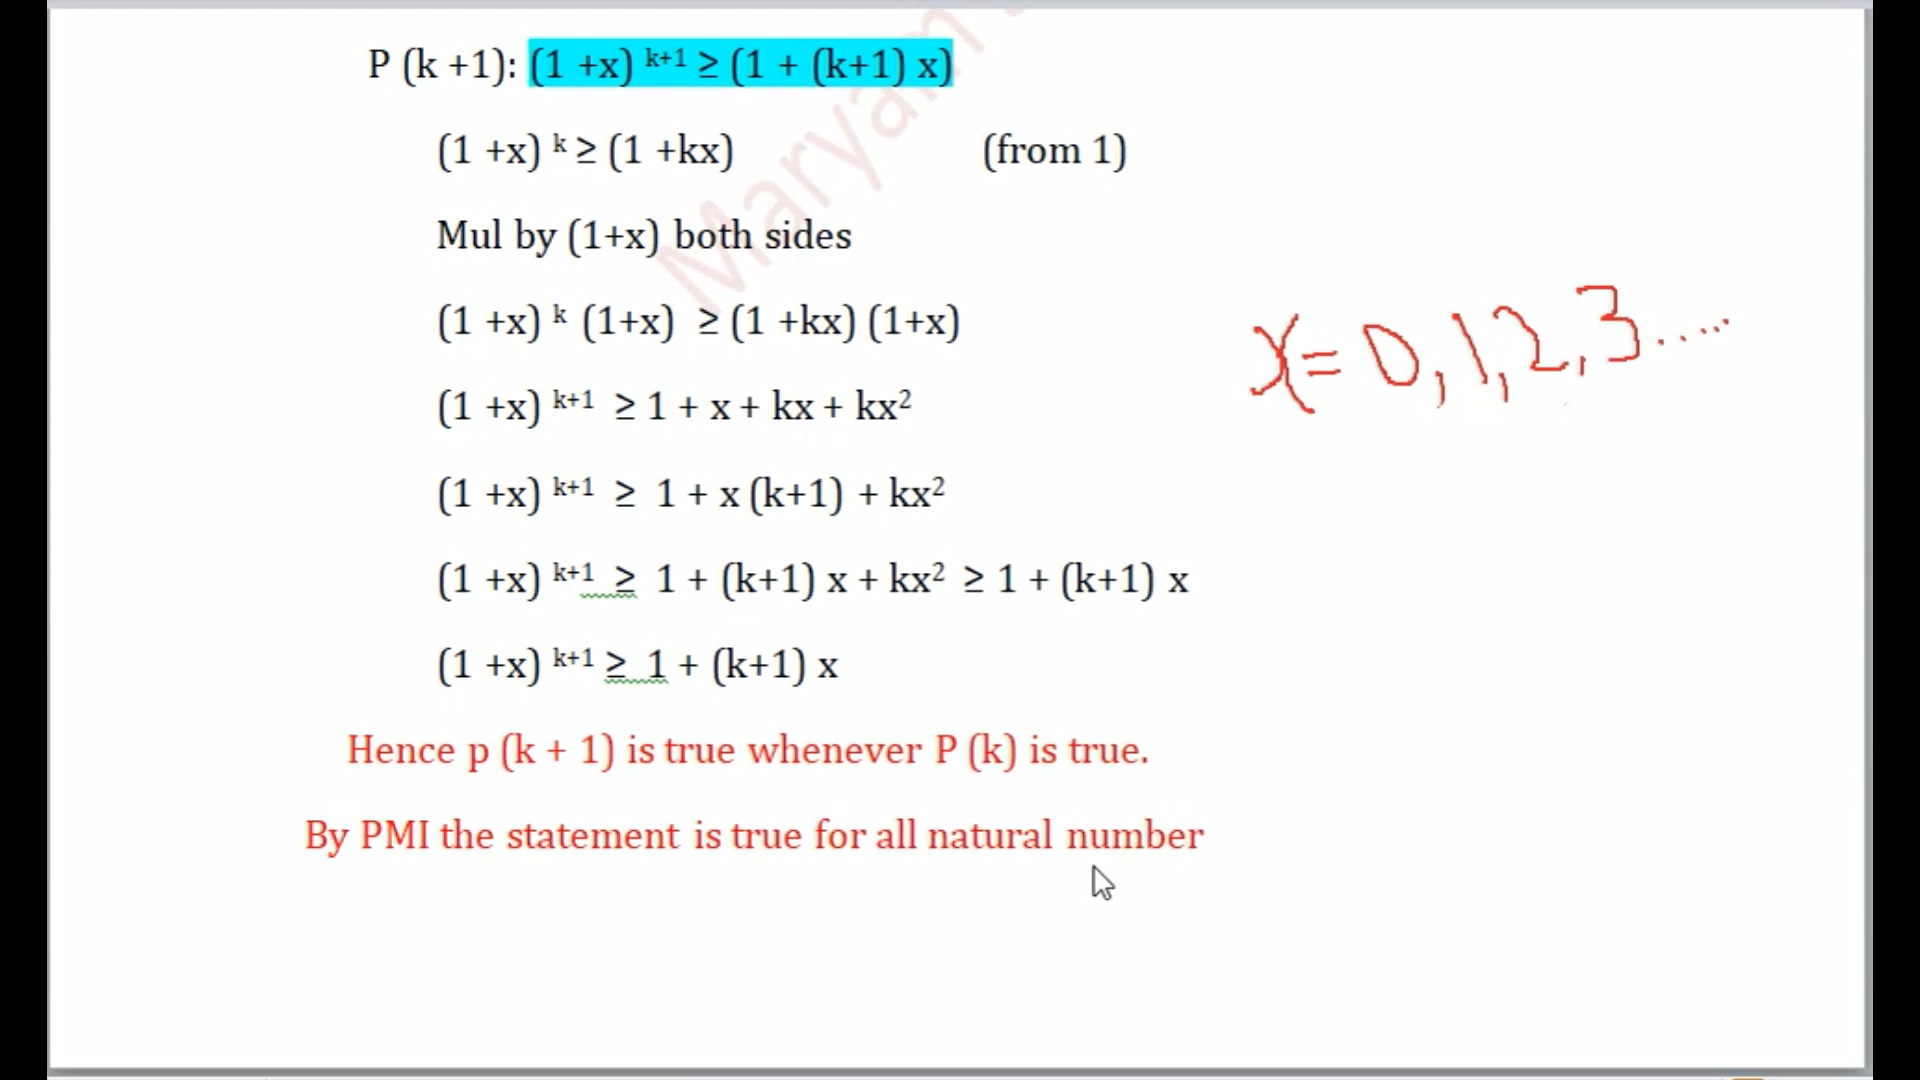 P (k +1): (1 +x) ᵏ⁺¹ ≥ (1 + (k+1) x)
(1 +x) ᵏ ≥ (1 +kx) (from 1)
Mul by (1+x) both sides
(1 +x) ᵏ (1+x) ≥ (1 +kx) (1+x)
x = 0, 1, 2, 3 .....
(1 +x) ᵏ⁺¹ ≥ 1 + x + kx + kx²
(1 +x) ᵏ⁺¹ ≥ 1 + x (k+1) + kx²
(1 +x) ᵏ⁺¹ ≥ 1 + (k+1) x + kx² ≥ 1 + (k+1) x
(1 +x) ᵏ⁺¹ ≥ 1 + (k+1) x
Hence p (k + 1) is true whenever P (k) is true.
By PMI the statement is true for all natural number
Maryam